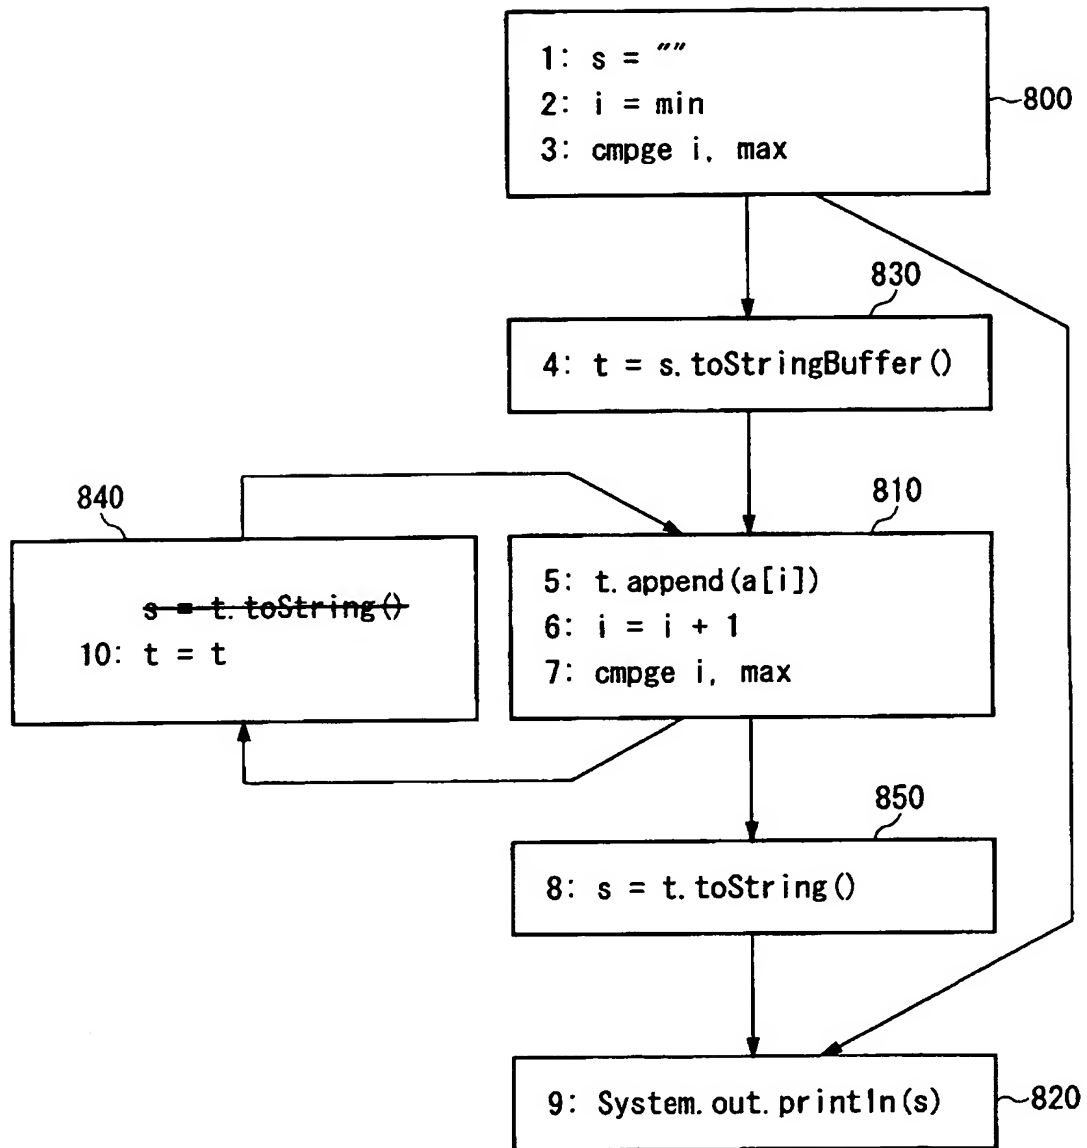 1: s = ""
2: i = min
3: cmpge i, max
800
830
4: t = s.toStringBuffer()
840
s = t.toString()
10: t = t
810
5: t.append(a[i])
6: i = i + 1
7: cmpge i, max
850
8: s = t.toString()
9: System.out.println(s)
820